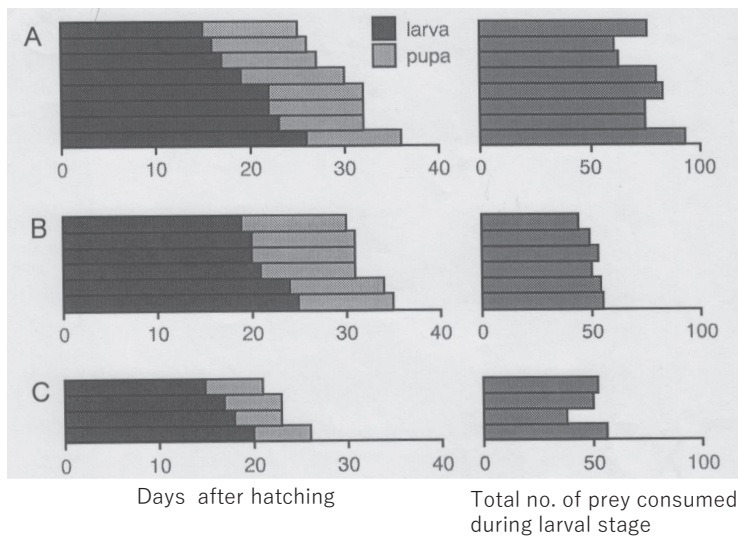 A
larva
pupa
0 10 20 30 40
0 50 100
B
0 10 20 30 40
0 50 100
C
0 10 20 30 40
0 50 100
Days after hatching
Total no. of prey consumed
during larval stage